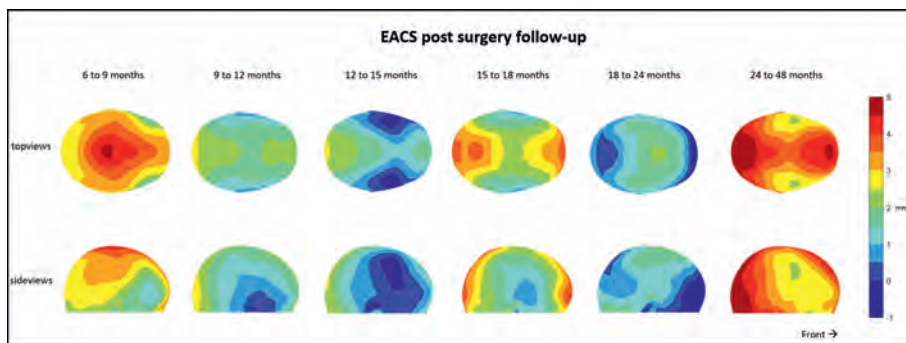 EACS post surgery follow-up
6 to 9 months
9 to 12 months
12 to 15 months
15 to 18 months
18 to 24 months
24 to 48 months
topviews
sideviews
5
4
3
2 mm
1
0
-1
Front →